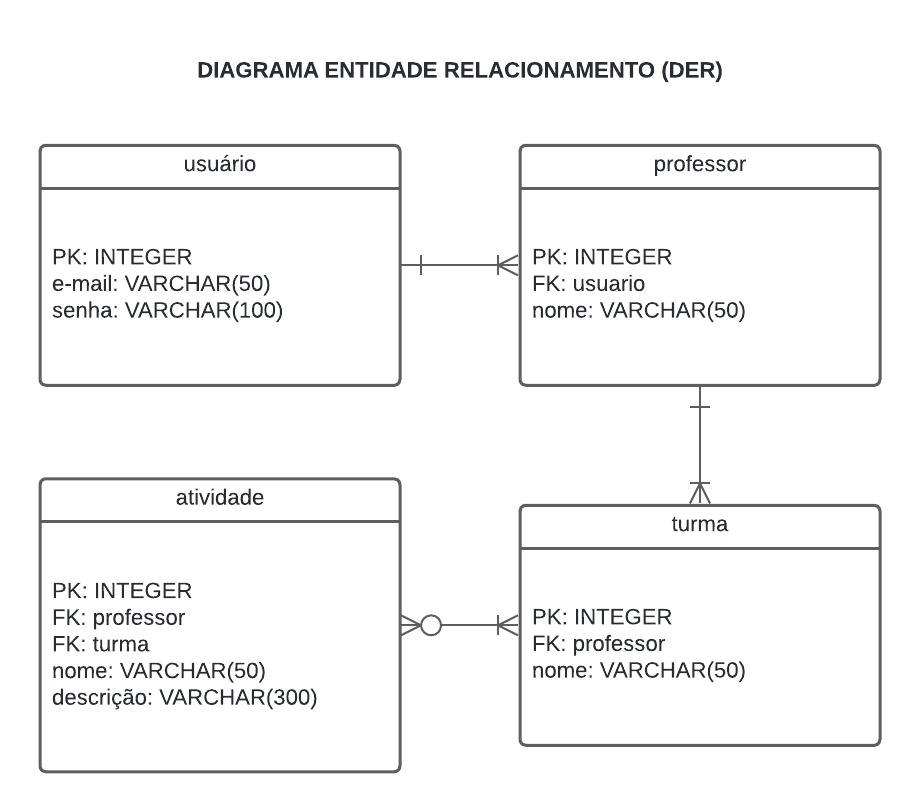 DIAGRAMA ENTIDADE RELACIONAMENTO (DER)
usuário
PK: INTEGER
e-mail: VARCHAR(50)
senha: VARCHAR(100)
professor
PK: INTEGER
FK: usuario
nome: VARCHAR(50)
atividade
PK: INTEGER
FK: professor
FK: turma
nome: VARCHAR(50)
descrição: VARCHAR(300)
turma
PK: INTEGER
FK: professor
nome: VARCHAR(50)